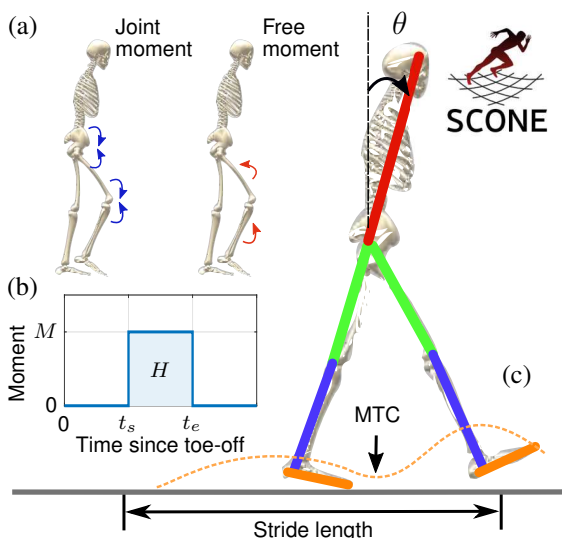 (a)
Joint
moment
Free
moment
θ
SCONE
(b)
Moment
M
H
0
0
t_s
t_e
Time since toe-off
(c)
MTC
Stride length